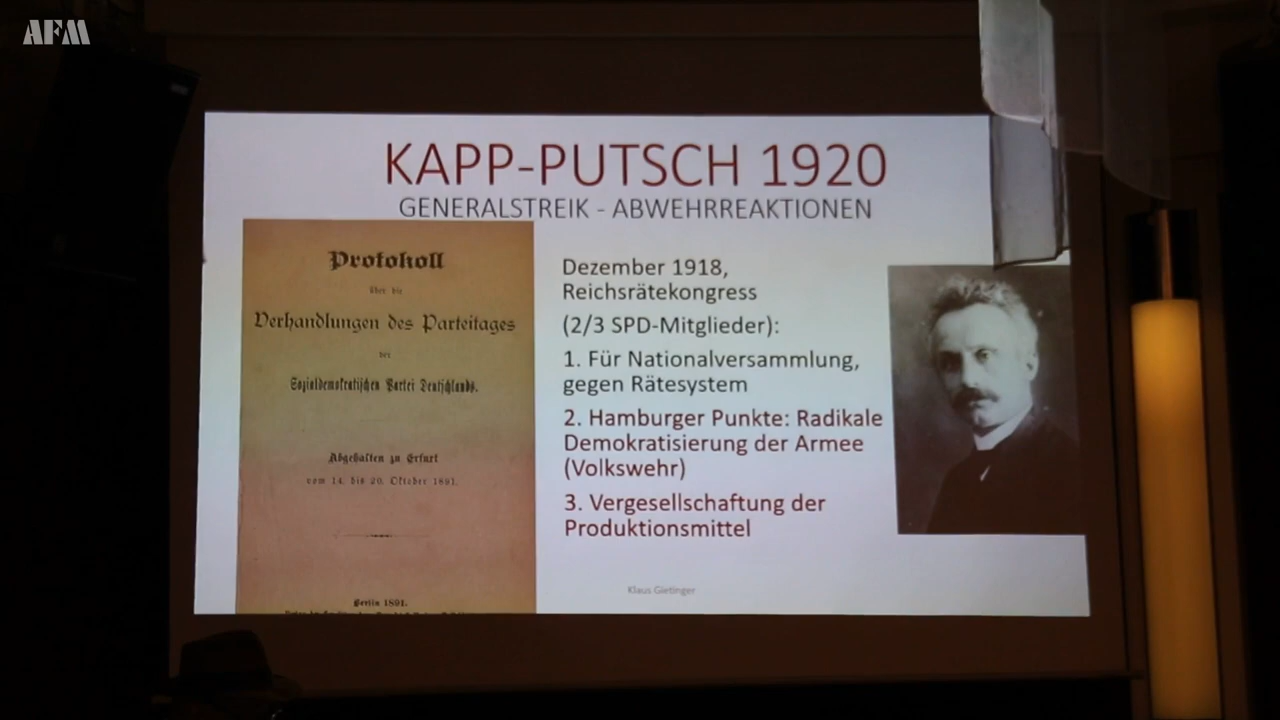 AFM
KAPP-PUTSCH 1920
GENERALSTREIK - ABWEHRREAKTIONEN
Protokoll
über die
Verhandlungen des Parteitages
der
Sozialdemokratischen Partei Deutschlands.
Abgehalten zu Erfurt
vom 14. bis 20. Oktober 1891.
Berlin 1891.
Dezember 1918,
Reichsrätekongress
(2/3 SPD-Mitglieder):
1. Für Nationalversammlung,
gegen Rätesystem
2. Hamburger Punkte: Radikale
Demokratisierung der Armee
(Volkswehr)
3. Vergesellschaftung der
Produktionsmittel
Klaus Gietinger